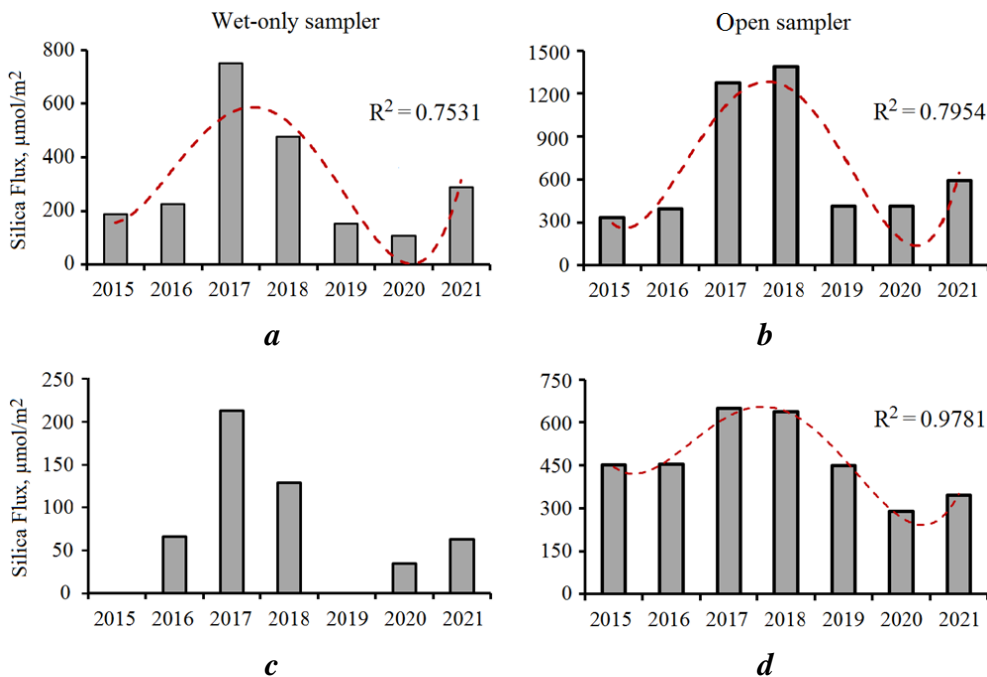 Wet-only sampler
Open sampler
Silica Flux, µmol/m²
800
600
400
200
0
R² = 0.7531
2015 2016 2017 2018 2019 2020 2021
a
1500
1200
900
600
300
0
R² = 0.7954
2015 2016 2017 2018 2019 2020 2021
b
Silica Flux, µmol/m²
250
200
150
100
50
0
2015 2016 2017 2018 2019 2020 2021
c
750
600
450
300
150
0
R² = 0.9781
2015 2016 2017 2018 2019 2020 2021
d